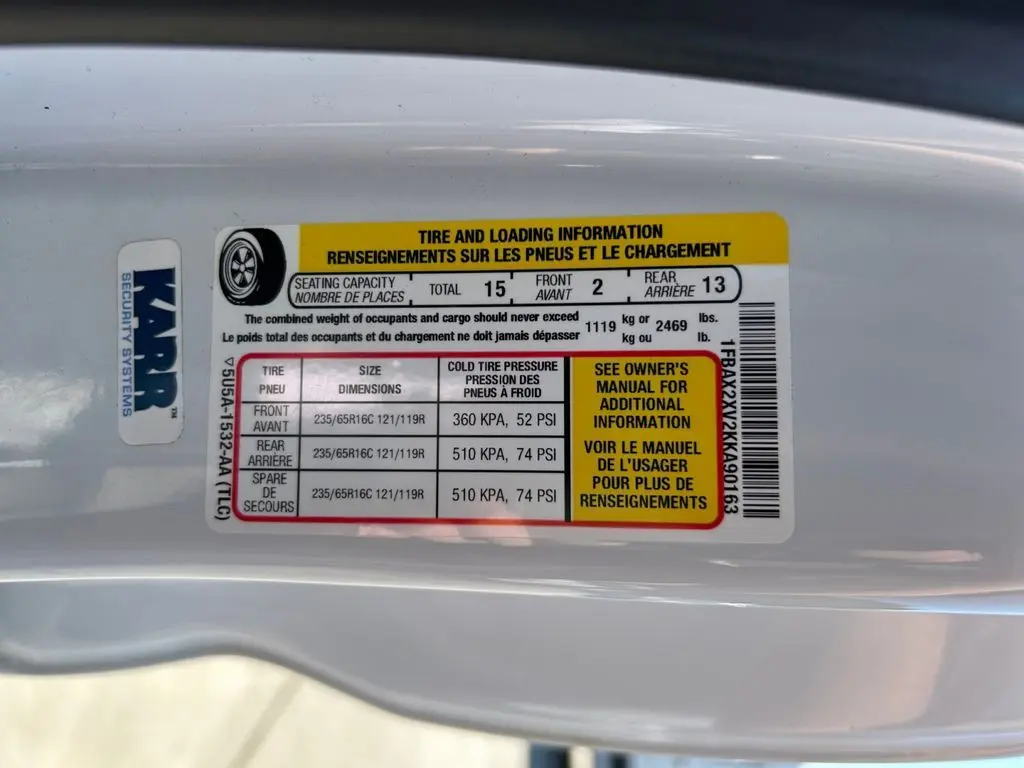 TIRE AND LOADING INFORMATION
RENSEIGNEMENTS SUR LES PNEUS ET LE CHARGEMENT
SEATING CAPACITY
NOMBRE DE PLACES
TOTAL 15
FRONT
AVANT
2
REAR
ARRIÈRE
13
The combined weight of occupants and cargo should never exceed
Le poids total des occupants et du chargement ne doit jamais dépasser
1119
kg or
kg ou
2469
lbs.
lb.
TIRE
PNEU
SIZE
DIMENSIONS
COLD TIRE PRESSURE
PRESSION DES
PNEUS À FROID
FRONT
AVANT
235/65R16C 121/119R
360 KPA, 52 PSI
REAR
ARRIÈRE
235/65R16C 121/119R
510 KPA, 74 PSI
SPARE
DE
SECOURS
235/65R16C 121/119R
510 KPA, 74 PSI
SEE OWNER'S
MANUAL FOR
ADDITIONAL
INFORMATION
VOIR LE MANUEL
DE L'USAGER
POUR PLUS DE
RENSEIGNEMENTS
▽5U5A-1532-AA (TLC)
1FBAX2XV2KKA90163
KARR™
SECURITY SYSTEMS